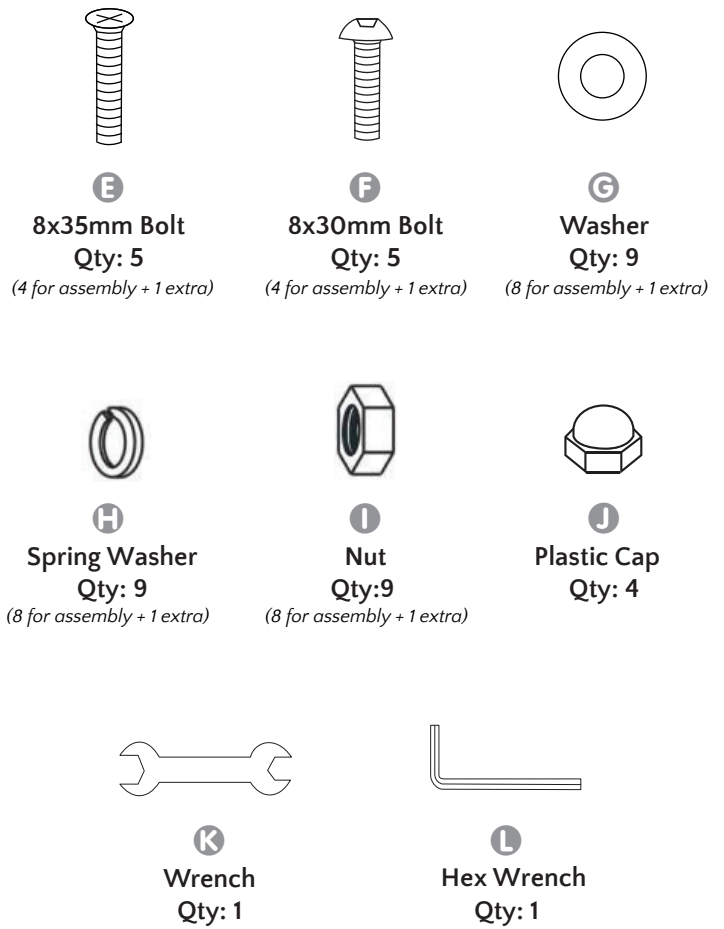 E
8x35mm Bolt
Qty: 5
(4 for assembly + 1 extra)
F
8x30mm Bolt
Qty: 5
(4 for assembly + 1 extra)
G
Washer
Qty: 9
(8 for assembly + 1 extra)
H
Spring Washer
Qty: 9
(8 for assembly + 1 extra)
I
Nut
Qty:9
(8 for assembly + 1 extra)
J
Plastic Cap
Qty: 4
K
Wrench
Qty: 1
L
Hex Wrench
Qty: 1